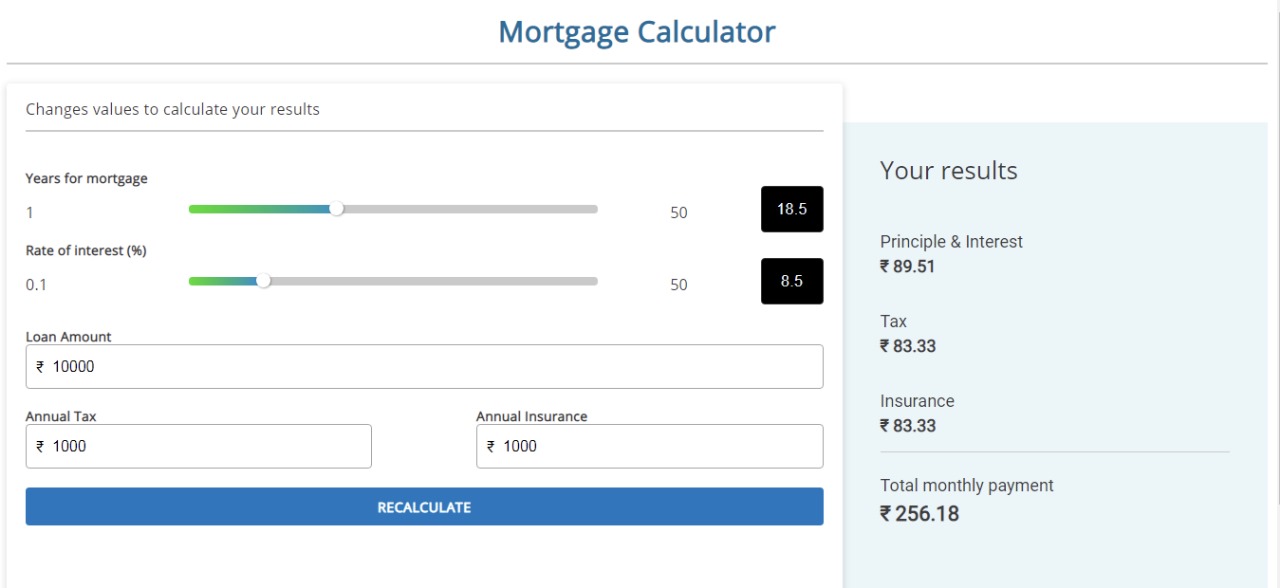 Mortgage Calculator
Changes values to calculate your results
Years for mortgage
1 50 18.5
Rate of interest (%)
0.1 50 8.5
Loan Amount
₹ 10000
Annual Tax Annual Insurance
₹ 1000 ₹ 1000
RECALCULATE
Your results
Principle & Interest
₹ 89.51
Tax
₹ 83.33
Insurance
₹ 83.33
Total monthly payment
₹ 256.18